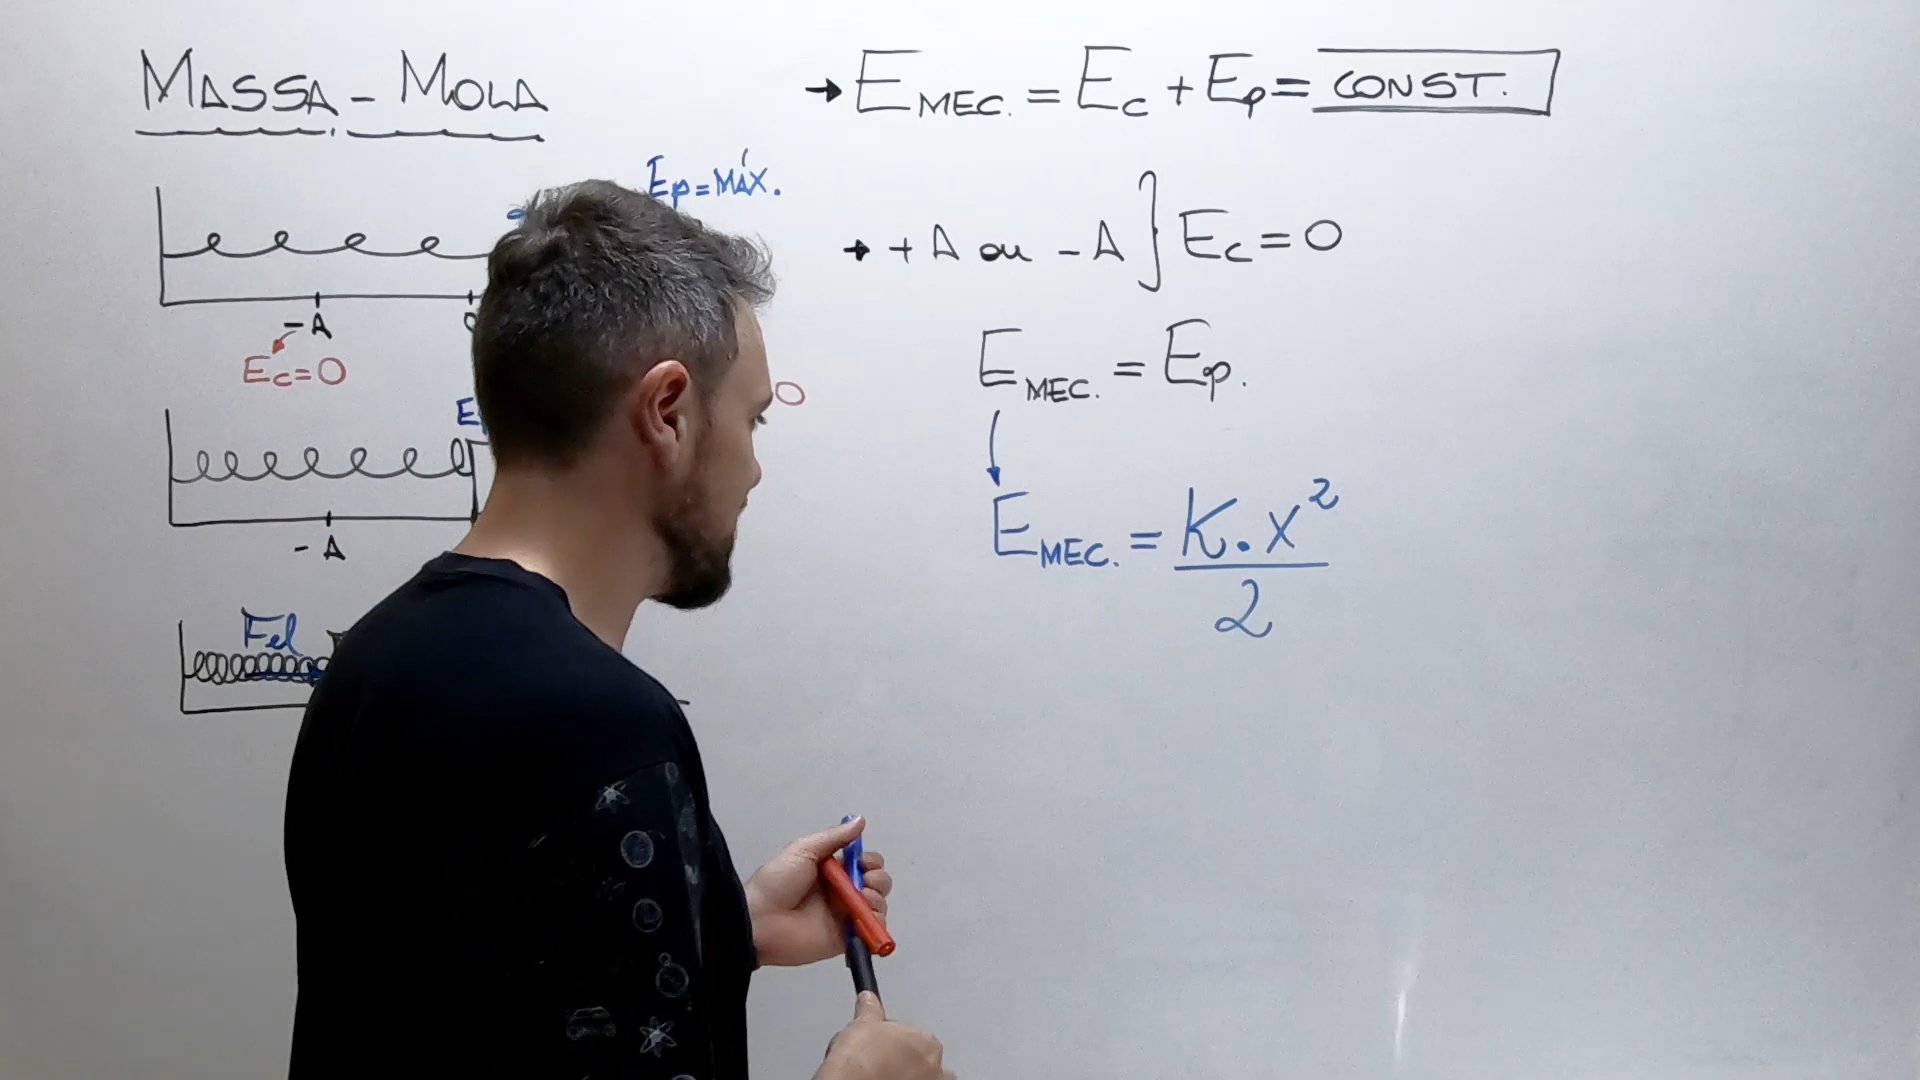 MASSA - MOLA
→ EMEC. = Ec + Ep = CONST.
Ep = MÁX.
→ +A ou -A } Ec = 0
-A
Ec = 0
0
EMEC. = Ep.
-A
EMEC. = K.x²
2
Fel